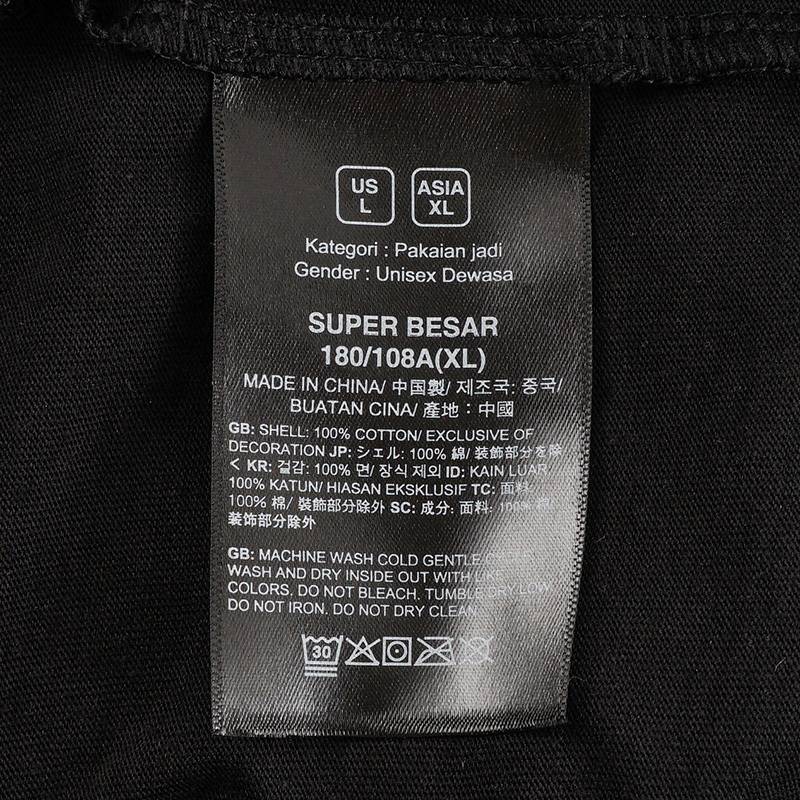 US
L
ASIA
XL
Kategori : Pakaian jadi
Gender : Unisex Dewasa
SUPER BESAR
180/108A(XL)
MADE IN CHINA/ 中国製/ 제조국: 중국/
BUATAN CINA/ 產地：中國
GB: SHELL: 100% COTTON/ EXCLUSIVE OF
DECORATION JP: シェル: 100% 綿/ 装飾部分を除
く KR: 겉감: 100% 면/ 장식 제외 ID: KAIN LUAR:
100% KATUN/ HIASAN EKSKLUSIF TC: 面料:
100% 棉/ 裝飾部分除外 SC: 成分: 面料: 100% 棉/
装饰部分除外
GB: MACHINE WASH COLD GENTLE CYCLE.
WASH AND DRY INSIDE OUT WITH LIKE
COLORS. DO NOT BLEACH. TUMBLE DRY LOW.
DO NOT IRON. DO NOT DRY CLEAN.
30